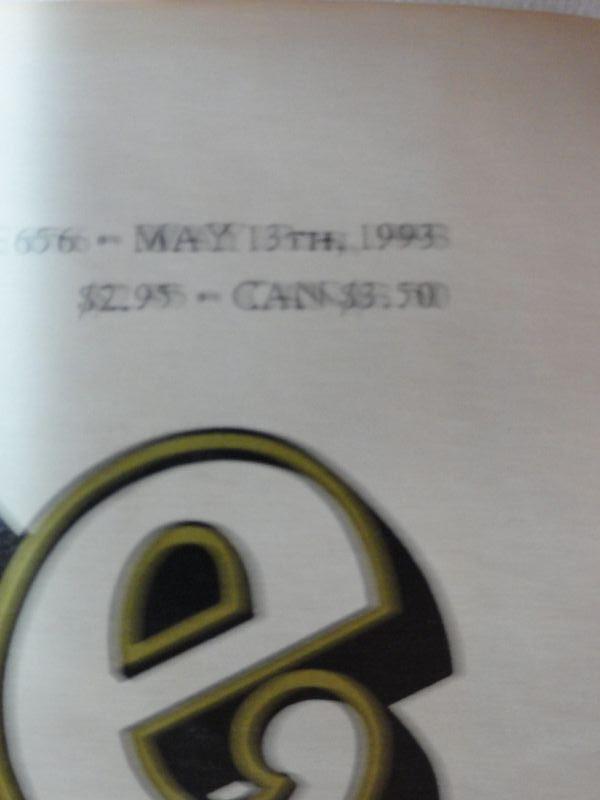 656 - MAY 13TH, 1993
$2.95 - CAN $3.50
e